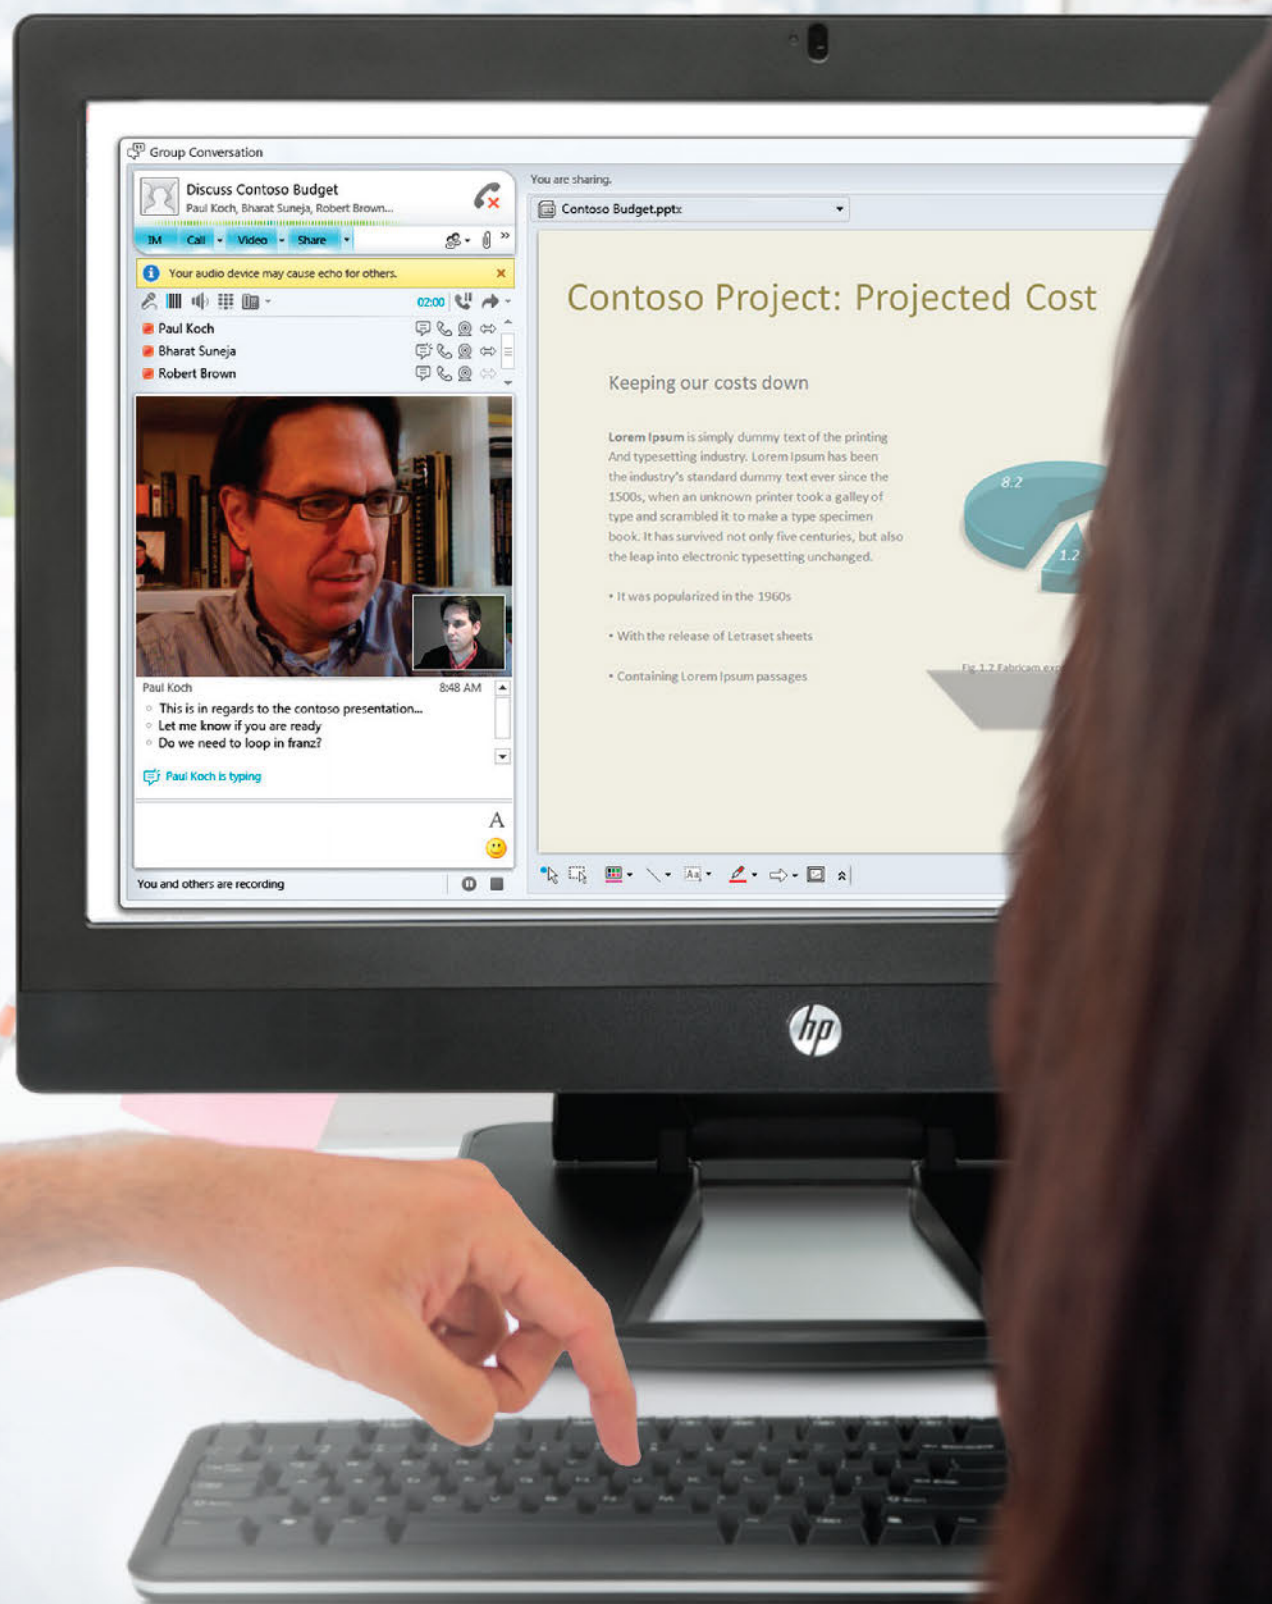 Group Conversation
Discuss Contoso Budget
Paul Koch, Bharat Suneja, Robert Brown...
IM Call Video Share
Your audio device may cause echo for others.
02:00
Paul Koch
Bharat Suneja
Robert Brown
Paul Koch 8:48 AM
This is in regards to the contoso presentation...
Let me know if you are ready
Do we need to loop in franz?
Paul Koch is typing
A
You and others are recording
You are sharing.
Contoso Budget.pptx
Contoso Project: Projected Cost
Keeping our costs down
Lorem Ipsum is simply dummy text of the printing
And typesetting industry. Lorem Ipsum has been
the industry's standard dummy text ever since the
1500s, when an unknown printer took a galley of
type and scrambled it to make a type specimen
book. It has survived not only five centuries, but also
the leap into electronic typesetting unchanged.
• It was popularized in the 1960s
• With the release of Letraset sheets
• Containing Lorem Ipsum passages
8.2
1.2
Fig 1.2 Fabricam
Aa
hp